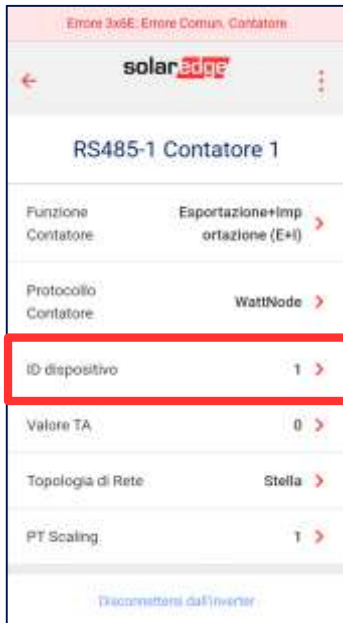 Errore 3x6E: Errore Comun. Contatore
solaredge
RS485-1 Contatore 1
Funzione Contatore
Esportazione+Imp
ortazione (E+I)
Protocollo Contatore
WattNode
ID dispositivo 1
Valore TA 0
Topologia di Rete Stella
PT Scaling 1
Disconnettersi dall'inverter